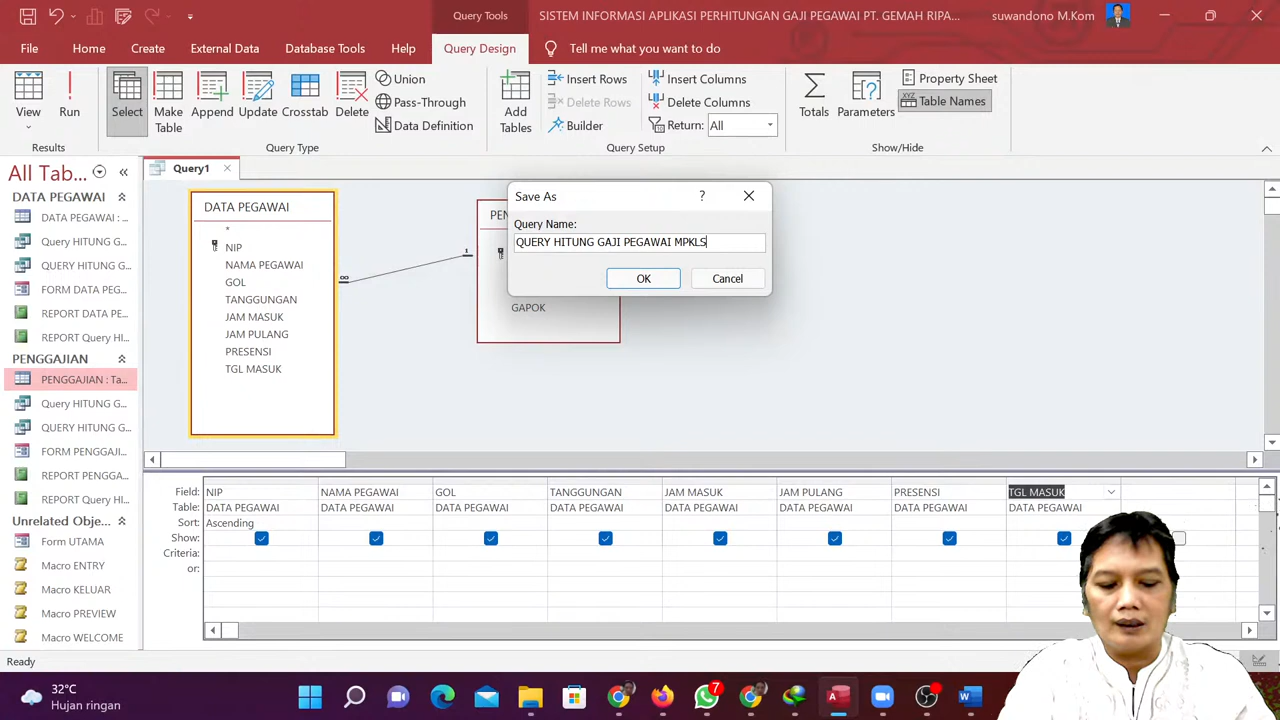 Query Tools
SISTEM INFORMASI APLIKASI PERHITUNGAN GAJI PEGAWAI PT. GEMAH RIPA...
suwandono M.Kom
File
Home
Create
External Data
Database Tools
Help
Query Design
Tell me what you want to do
View
Run
Results
Select
Make Table
Append
Update
Crosstab
Delete
Union
Pass-Through
Data Definition
Query Type
Add Tables
Insert Rows
Delete Rows
Builder
Insert Columns
Delete Columns
Return: All
Query Setup
Totals
Parameters
Property Sheet
XYZ Table Names
Show/Hide
All Tab...
DATA PEGAWAI
DATA PEGAWAI : ...
Query HITUNG G...
QUERY HITUNG G...
FORM DATA PEG...
REPORT DATA PE...
REPORT Query HI...
PENGGAJIAN
PENGGAJIAN : Ta...
Query HITUNG G...
QUERY HITUNG G...
FORM PENGGAJI...
REPORT PENGGA...
REPORT Query HI...
Unrelated Obje...
Form UTAMA
Macro ENTRY
Macro KELUAR
Macro PREVIEW
Macro WELCOME
Query1
DATA PEGAWAI
*
NIP
NAMA PEGAWAI
GOL
TANGGUNGAN
JAM MASUK
JAM PULANG
PRESENSI
TGL MASUK
∞
1
GAPOK
Save As
?
Query Name:
QUERY HITUNG GAJI PEGAWAI MPKLS
OK
Cancel
Field: NIP NAMA PEGAWAI GOL TANGGUNGAN JAM MASUK JAM PULANG PRESENSI TGL MASUK
Table: DATA PEGAWAI DATA PEGAWAI DATA PEGAWAI DATA PEGAWAI DATA PEGAWAI DATA PEGAWAI DATA PEGAWAI DATA PEGAWAI
Sort: Ascending
Show:
Criteria:
or:
Ready
32°C
Hujan ringan
7